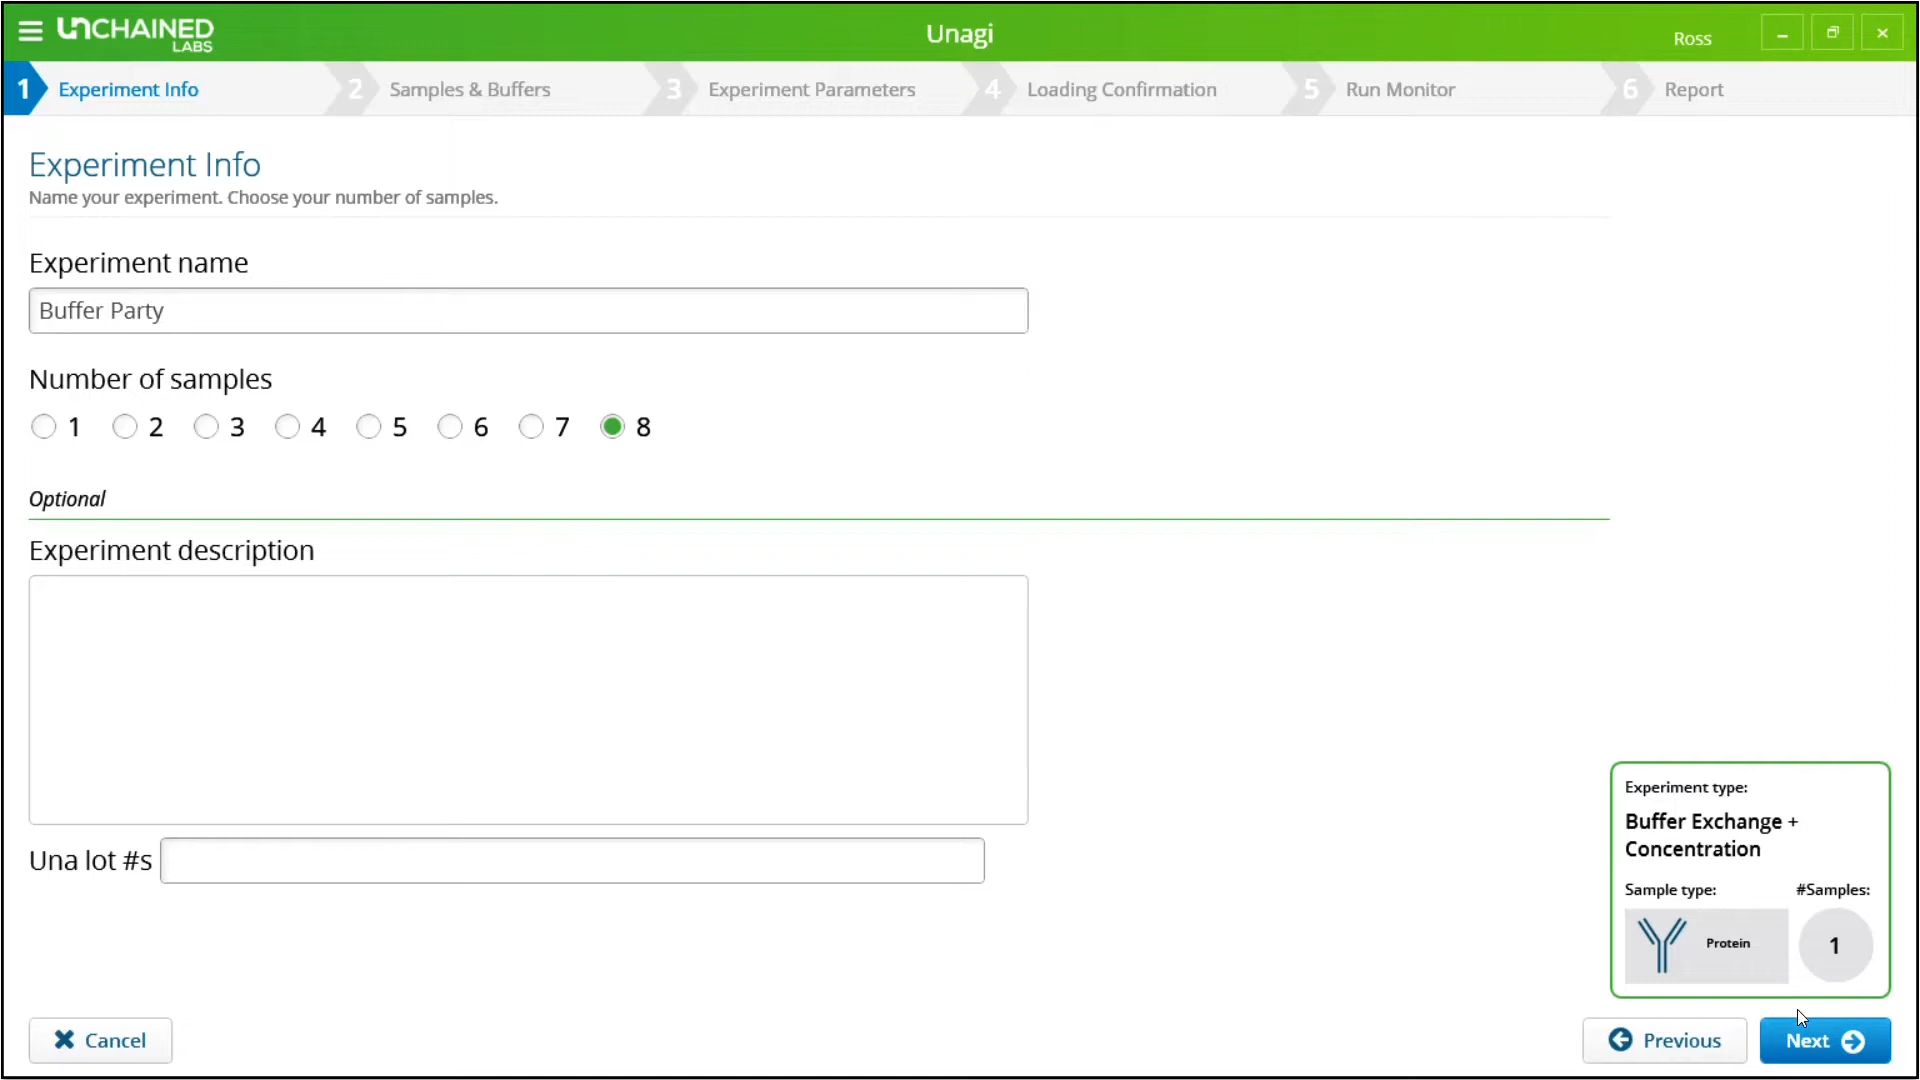 UNCHAINED
LABS
Unagi
Ross
1 Experiment Info
2 Samples & Buffers
3 Experiment Parameters
4 Loading Confirmation
5 Run Monitor
6 Report
Experiment Info
Name your experiment. Choose your number of samples.
Experiment name
Buffer Party
Number of samples
1 2 3 4 5 6 7 8
Optional
Experiment description
Una lot #s
Experiment type:
Buffer Exchange +
Concentration
Sample type: #Samples:
Protein 1
Cancel
Previous
Next